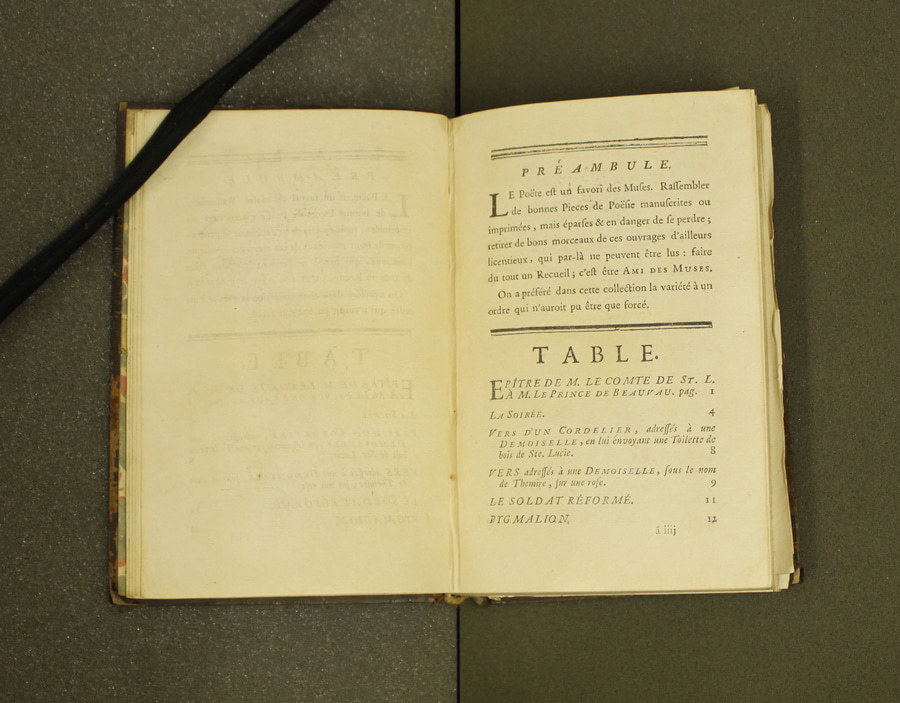 PRÉAMBULE.
LE Poëte est un favori des Muses. Rassembler
de bonnes Pieces de Poësie manuscrites ou
imprimées, mais éparses & en danger de se perdre ;
retirer de bons morceaux de ces ouvrages d'ailleurs
licentieux, qui par-là ne peuvent être lus : faire
du tout un Recueil ; c'est être AMI DES MUSES.
On a préféré dans cette collection la variété à un
ordre qui n'auroit pu être que forcé.
TABLE.
EPÎTRE DE M. LE COMTE DE ST. L.
A M. LE PRINCE DE BEAUVAU. pag. 1
LA SOIRÉE. 4
VERS D'UN CORDELIER, adressés à une
DEMOISELLE, en lui envoyant une Toilette de
bois de Ste. Lucie. 8
VERS adressés à une DEMOISELLE, sous le nom
de Themire, sur une rose. 9
LE SOLDAT RÉFORMÉ. 11
PYGMALION, 12
ã iiij